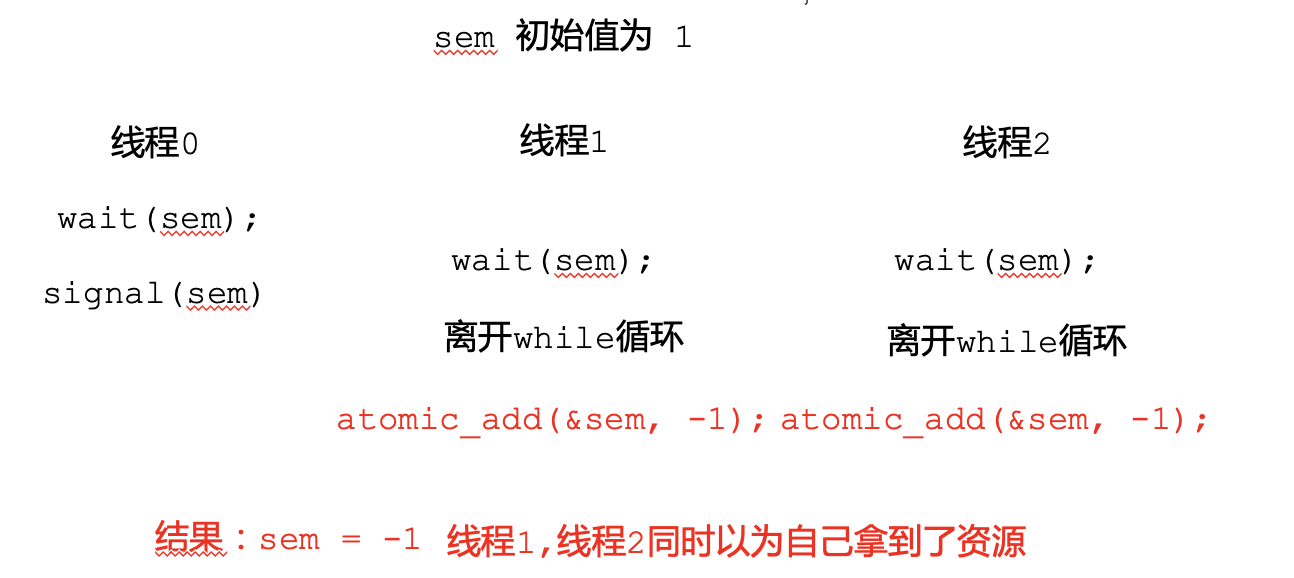 sem 初始值为 1
线程0 线程1 线程2
wait(sem);
wait(sem); wait(sem);
signal(sem)
离开while循环 离开while循环
atomic_add(&sem, -1); atomic_add(&sem, -1);
结果：sem = -1 线程1,线程2同时以为自己拿到了资源